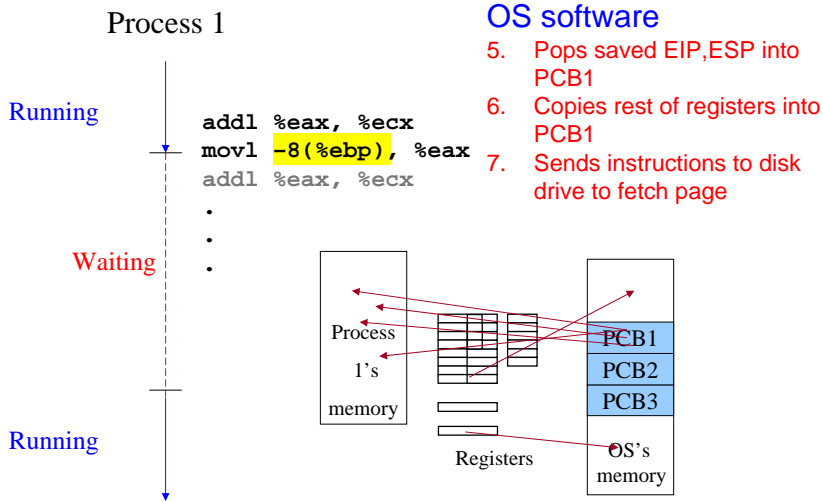 Process 1
OS software
5. Pops saved EIP,ESP into
PCB1
6. Copies rest of registers into
PCB1
7. Sends instructions to disk
drive to fetch page
Running
addl %eax, %ecx
movl -8(%ebp), %eax
addl %eax, %ecx
.
.
.
Waiting
Process
1's
memory
PCB1
PCB2
PCB3
Running
Registers
OS's
memory